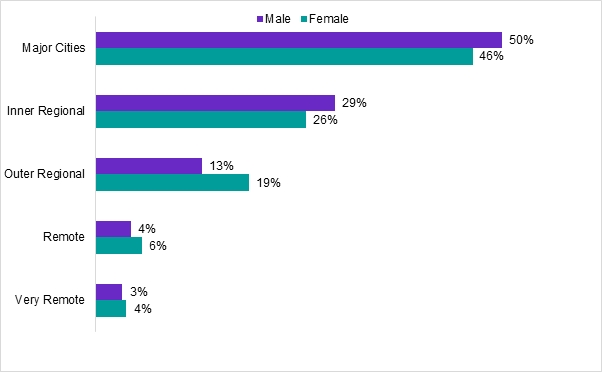 Male Female
Major Cities 50%
46%
Inner Regional 29%
26%
Outer Regional 13%
19%
Remote 4%
6%
Very Remote 3%
4%